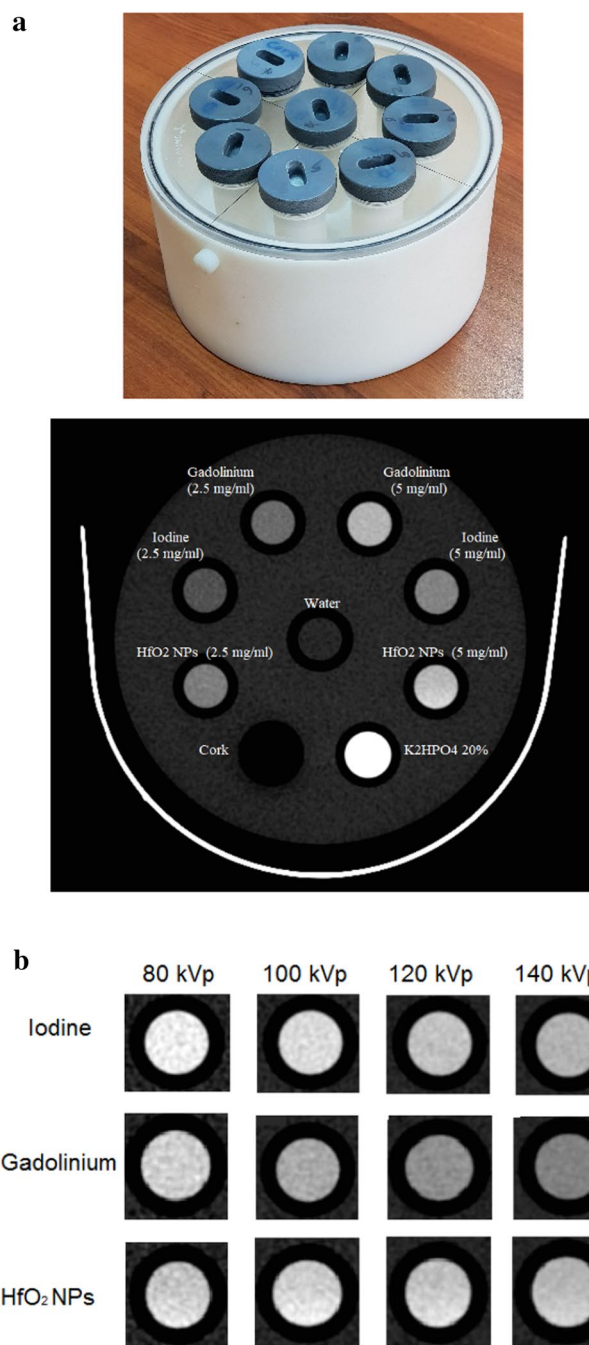 a
Gadolinium
(2.5 mg/ml)
Gadolinium
(5 mg/ml)
Iodine
(2.5 mg/ml)
Iodine
(5 mg/ml)
Water
HfO2 NPs (2.5 mg/ml)
HfO2 NPs (5 mg/ml)
Cork
K2HPO4 20%
b
80 kVp 100 kVp 120 kVp 140 kVp
Iodine
Gadolinium
HfO₂ NPs